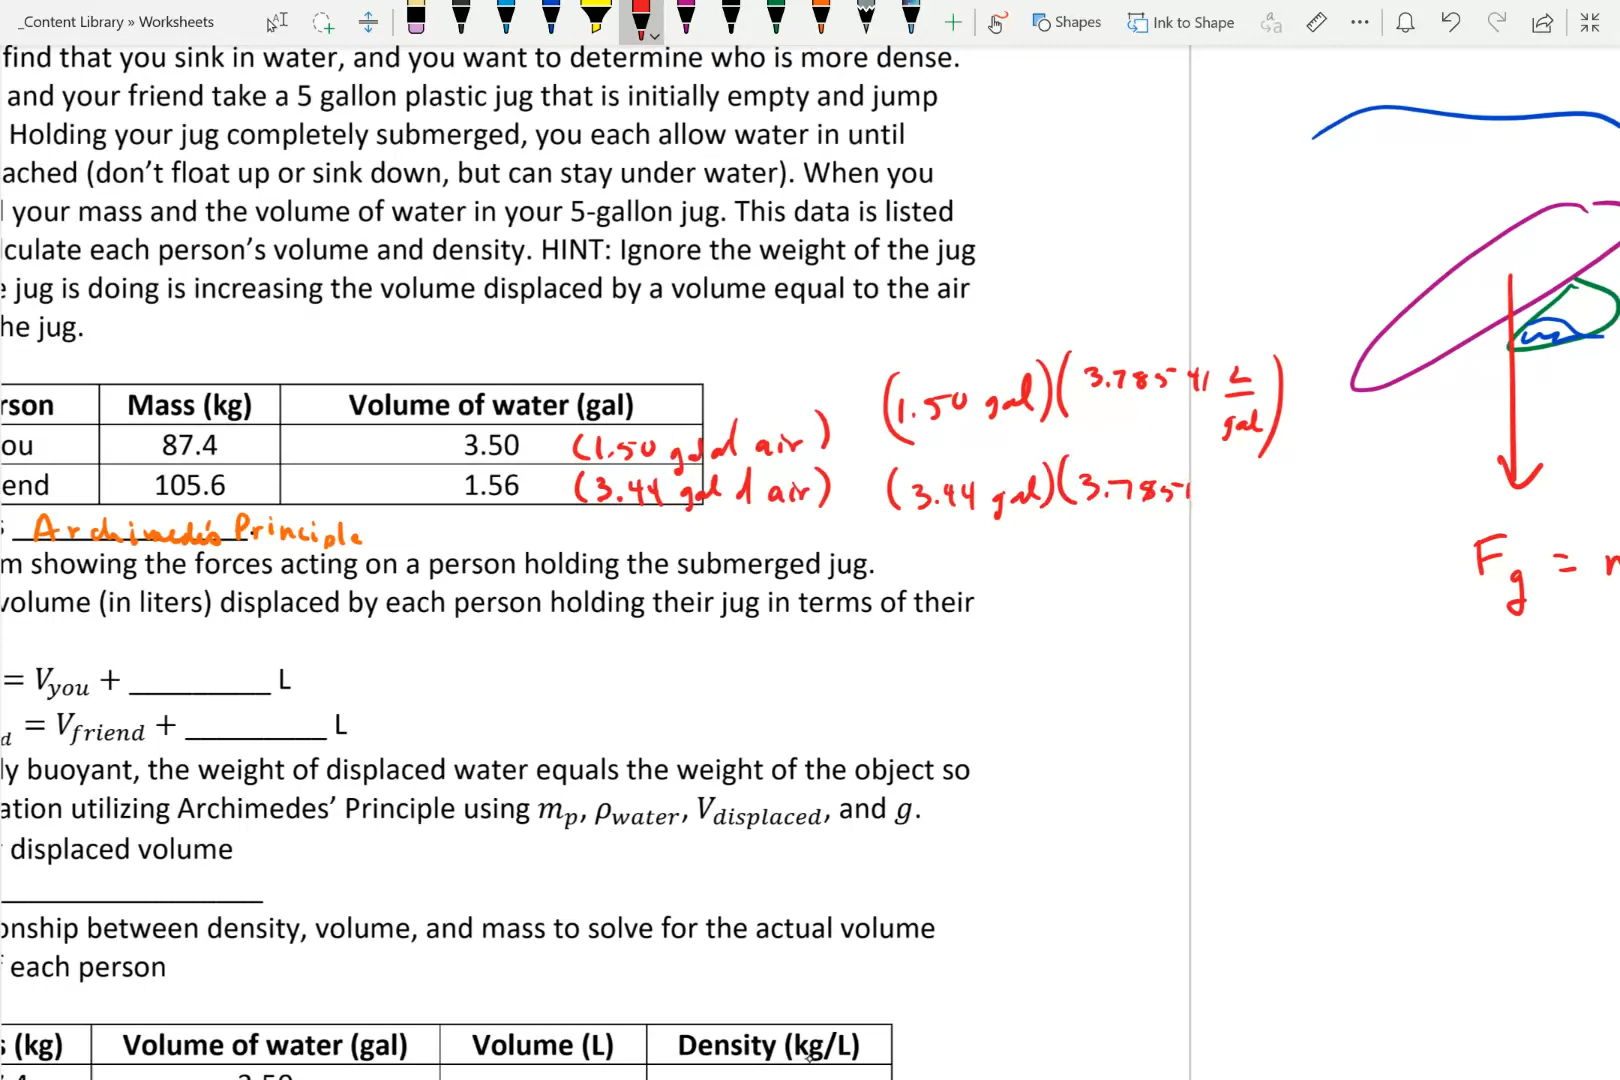 _Content Library » Worksheets
Shapes
Ink to Shape
find that you sink in water, and you want to determine who is more dense.
and your friend take a 5 gallon plastic jug that is initially empty and jump
Holding your jug completely submerged, you each allow water in until
ached (don't float up or sink down, but can stay under water). When you
your mass and the volume of water in your 5-gallon jug. This data is listed
culate each person's volume and density. HINT: Ignore the weight of the jug
jug is doing is increasing the volume displaced by a volume equal to the air
he jug.
rson Mass (kg) Volume of water (gal)
(1.50 gal)(3.78541 L/gal)
ou 87.4 3.50 (1.50 gal of air)
end 105.6 1.56 (3.44 gal of air) (3.44 gal)(3.785
Archimede's Principle
m showing the forces acting on a person holding the submerged jug.
volume (in liters) displaced by each person holding their jug in terms of their
F_g =
= V_you + _________ L
d = V_friend + _________ L
ly buoyant, the weight of displaced water equals the weight of the object so
ation utilizing Archimedes' Principle using m_p, ρ_water, V_displaced, and g.
displaced volume
onship between density, volume, and mass to solve for the actual volume
each person
(kg) Volume of water (gal) Volume (L) Density (kg/L)
3.50